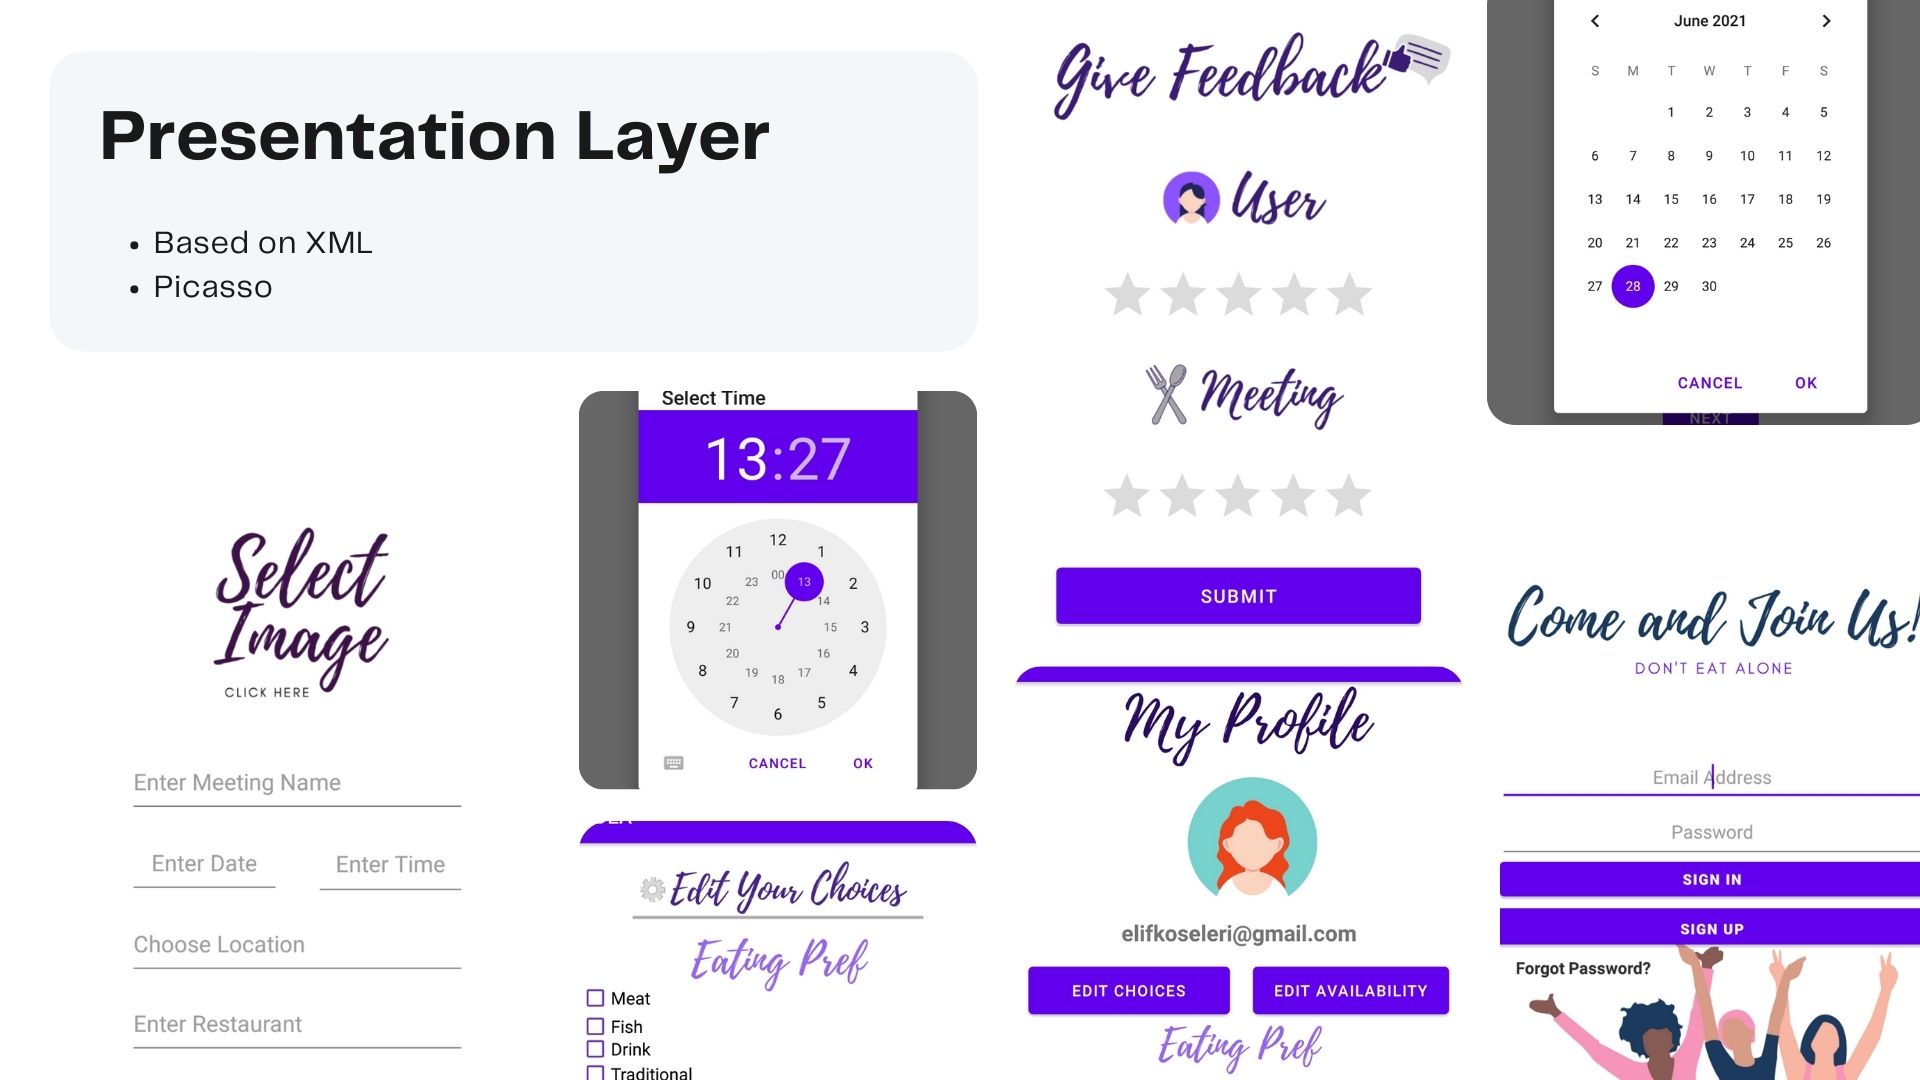 Presentation Layer
• Based on XML
• Picasso
Select
Image
CLICK HERE
Enter Meeting Name
Enter Date
Enter Time
Choose Location
Enter Restaurant
Select Time
13:27
12
11 1
23 00 13
10 2
22 14
9 21 15 3
20 16
8 19 18 17 4
7 5
6
CANCEL OK
Edit Your Choices
Eating Pref
Meat
Fish
Drink
Traditional
Give Feedback
User
Meeting
SUBMIT
My Profile
elifkoseleri@gmail.com
EDIT CHOICES EDIT AVAILABILITY
Eating Pref
June 2021
S M T W T F S
1 2 3 4 5
6 7 8 9 10 11 12
13 14 15 16 17 18 19
20 21 22 23 24 25 26
27 28 29 30
CANCEL OK
NEXT
Come and Join Us!
DON'T EAT ALONE
Email Address
Password
SIGN IN
SIGN UP
Forgot Password?